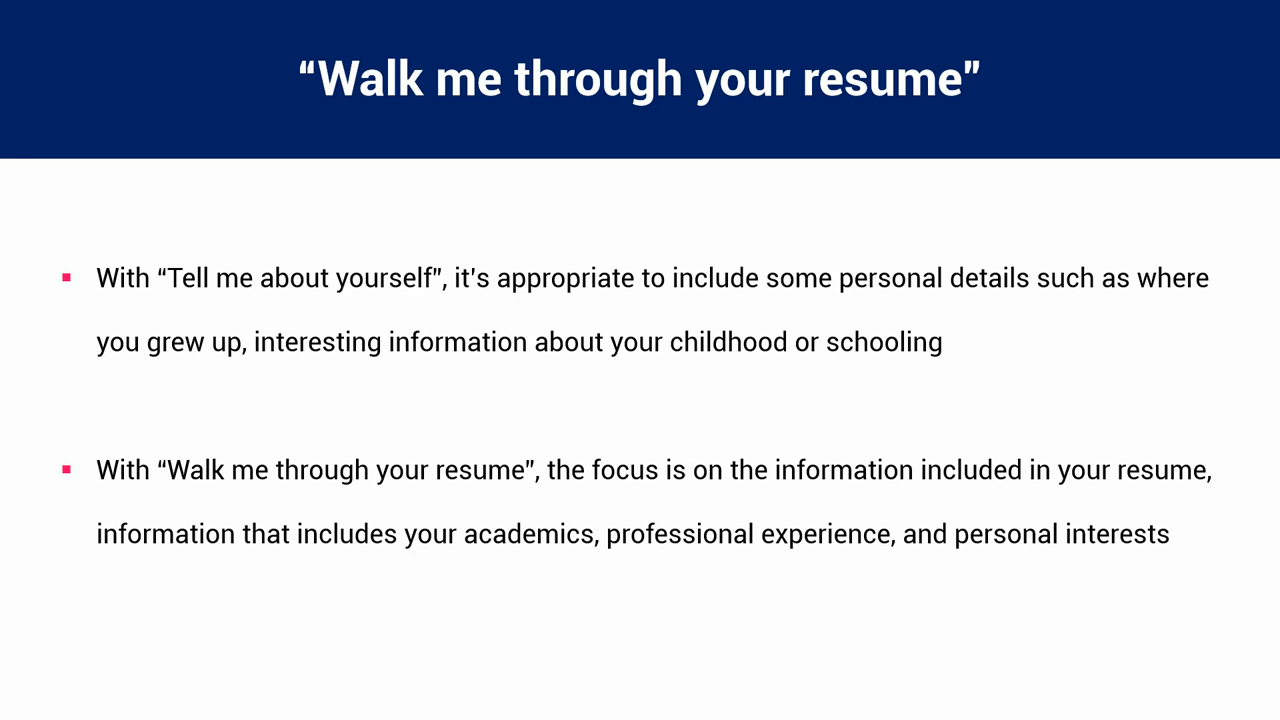 “Walk me through your resume”
With “Tell me about yourself”, it's appropriate to include some personal details such as where
you grew up, interesting information about your childhood or schooling
With “Walk me through your resume”, the focus is on the information included in your resume,
information that includes your academics, professional experience, and personal interests